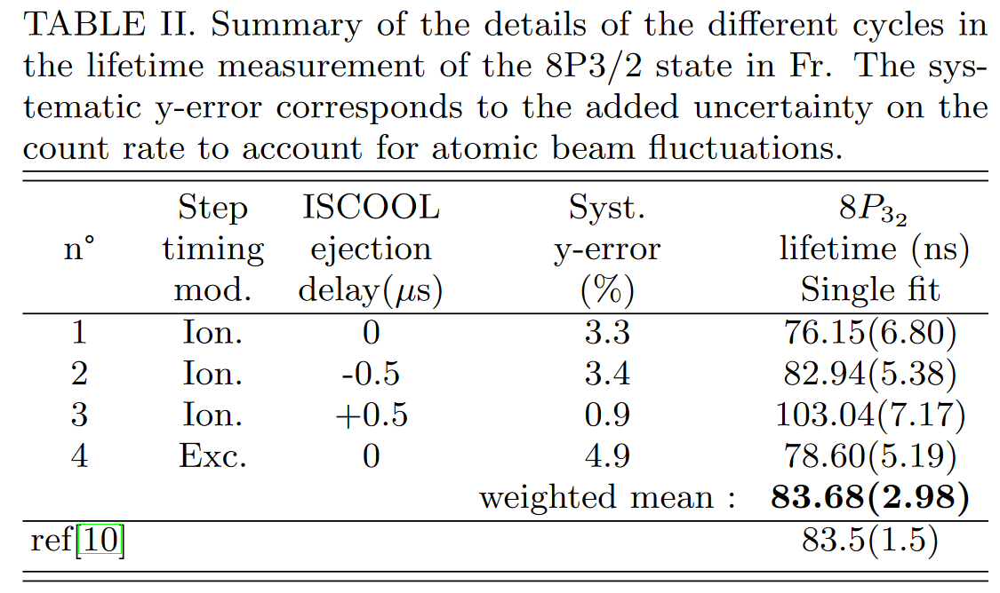 TABLE II. Summary of the details of the different cycles in
the lifetime measurement of the 8P3/2 state in Fr. The sys-
tematic y-error corresponds to the added uncertainty on the
count rate to account for atomic beam fluctuations.
Step ISCOOL Syst. 8P₃₂
n° timing ejection y-error lifetime (ns)
mod. delay(μs) (%) Single fit
1 Ion. 0 3.3 76.15(6.80)
2 Ion. -0.5 3.4 82.94(5.38)
3 Ion. +0.5 0.9 103.04(7.17)
4 Exc. 0 4.9 78.60(5.19)
weighted mean : 83.68(2.98)
ref[10] 83.5(1.5)